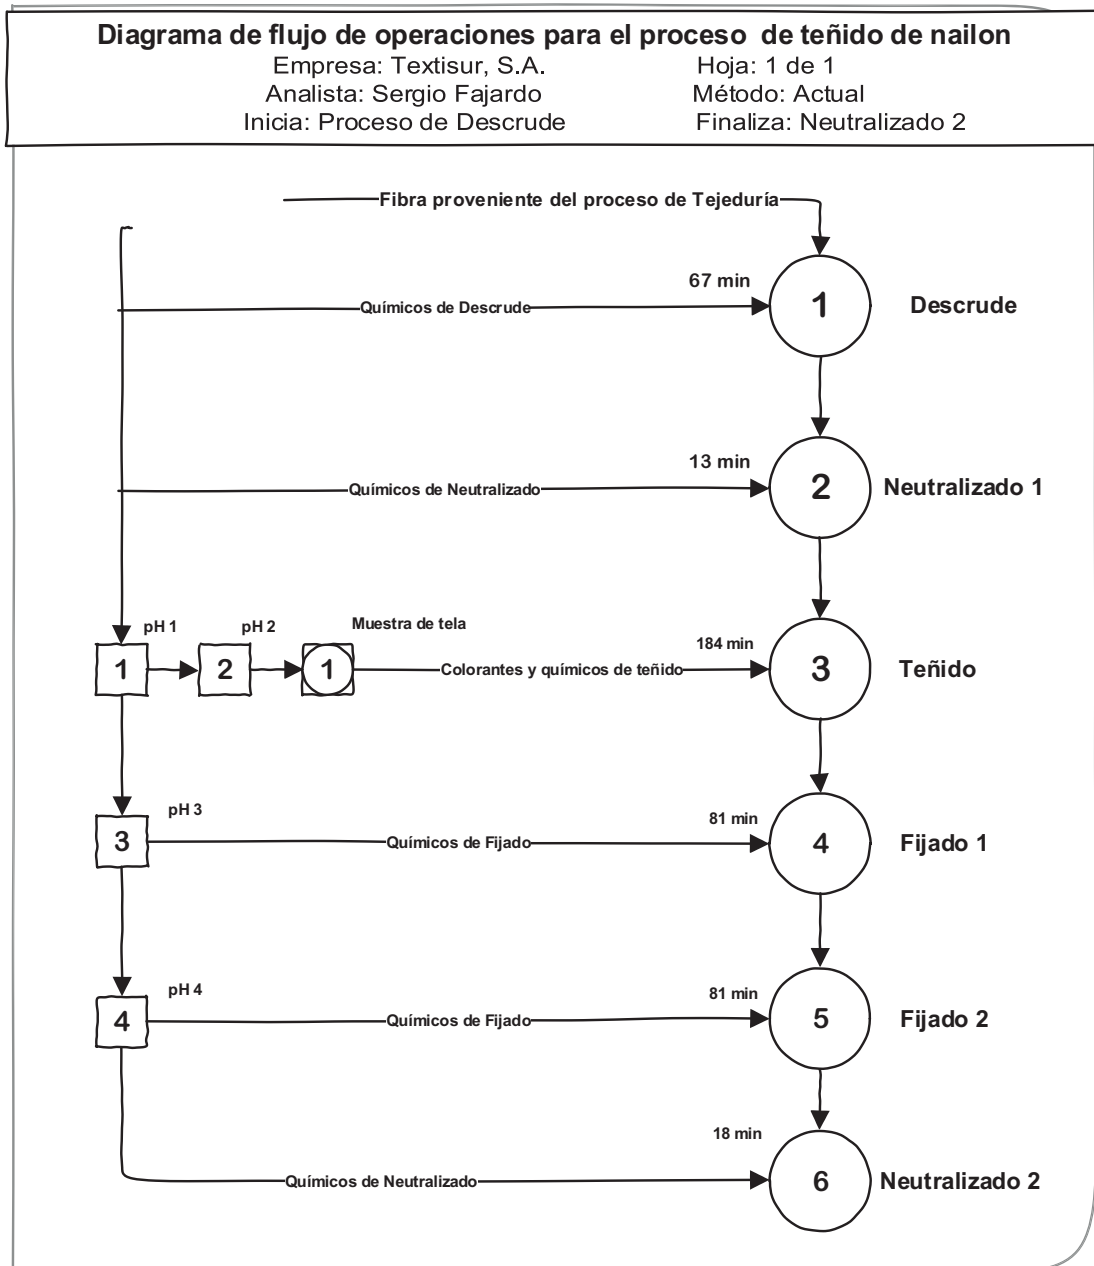 Diagrama de flujo de operaciones para el proceso de teñido de nailon
Empresa: Textisur, S.A. Hoja: 1 de 1
Analista: Sergio Fajardo Método: Actual
Inicia: Proceso de Descrude Finaliza: Neutralizado 2
Fibra proveniente del proceso de Tejeduría
67 min
Químicos de Descrude 1 Descrude
13 min
Químicos de Neutralizado 2 Neutralizado 1
pH 1 pH 2 Muestra de tela 184 min
1 2 1 Colorantes y químicos de teñido 3 Teñido
pH 3 81 min
3 Químicos de Fijado 4 Fijado 1
pH 4 81 min
4 Químicos de Fijado 5 Fijado 2
18 min
Químicos de Neutralizado 6 Neutralizado 2